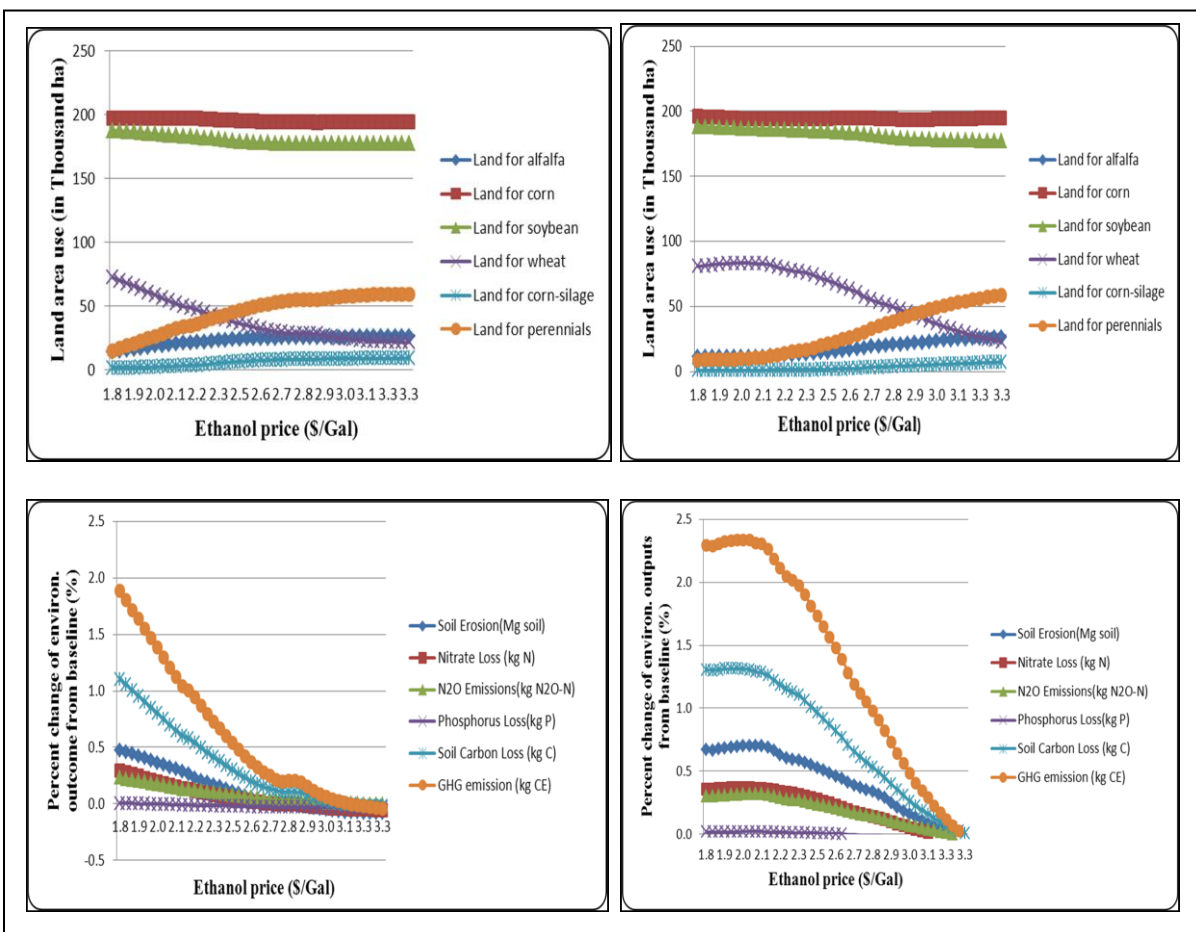 250
200
150
100
50
0
Land area use (in Thousand ha)
1.8 1.9 2.0 2.1 2.2 2.3 2.5 2.6 2.7 2.8 2.9 3.0 3.1 3.3 3.3
Ethanol price ($/Gal)
Land for alfalfa
Land for corn
Land for soybean
Land for wheat
Land for corn-silage
Land for perennials
250
200
150
100
50
0
Land area use (in Thousand ha)
1.8 1.9 2.0 2.1 2.2 2.3 2.5 2.6 2.7 2.8 2.9 3.0 3.1 3.3 3.3
Ethanol price ($/Gal)
Land for alfalfa
Land for corn
Land for soybean
Land for wheat
Land for corn-silage
Land for perennials
2.5
2.0
1.5
1.0
0.5
0.0
-0.5
Percent change of environ.
outcome from baseline (%)
1.8 1.9 2.0 2.1 2.2 2.3 2.5 2.6 2.7 2.8 2.9 3.0 3.1 3.3 3.3
Ethanol price ($/Gal)
Soil Erosion(Mg soil)
Nitrate Loss (kg N)
N2O Emissions(kg N2O-N)
Phosphorus Loss(kg P)
Soil Carbon Loss (kg C)
GHG emission (kg CE)
2.5
2.0
1.5
1.0
0.5
0.0
Percent change of environ. outputs
from baseline (%)
1.8 1.9 2.0 2.1 2.2 2.3 2.5 2.6 2.7 2.8 2.9 3.0 3.1 3.3 3.3
Ethanol price ($/Gal)
Soil Erosion(Mg soil)
Nitrate Loss (kg N)
N2O Emissions(kg N2O-N)
Phosphorus Loss(kg P)
Soil Carbon Loss (kg C)
GHG emission (kg CE)